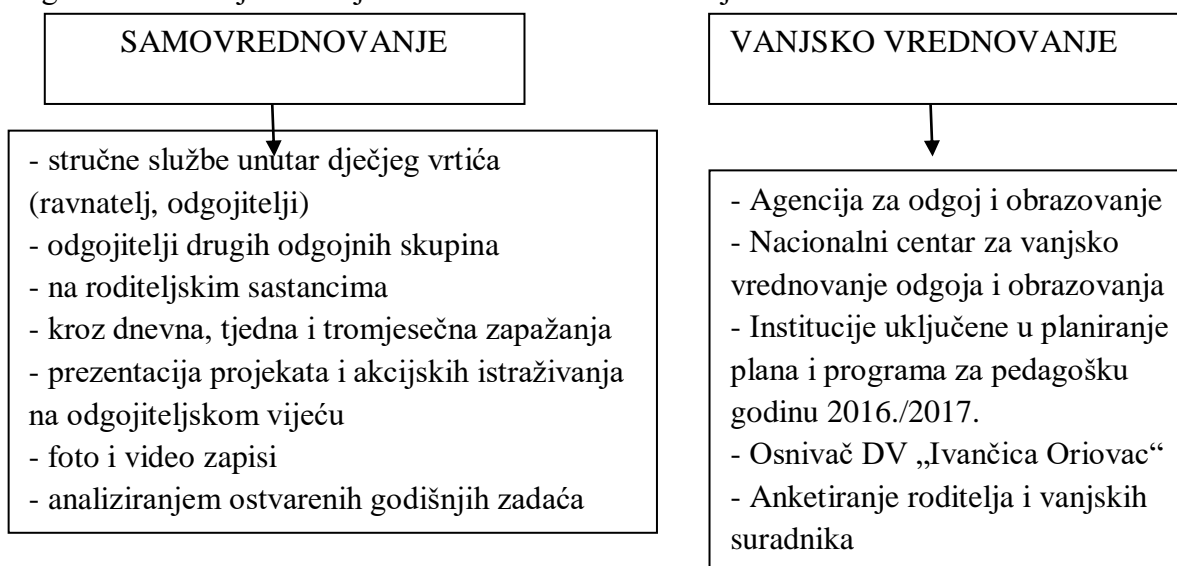 SAMOVREDNOVANJE
- stručne službe unutar dječjeg vrtića
(ravnatelj, odgojitelji)
- odgojitelji drugih odgojnih skupina
- na roditeljskim sastancima
- kroz dnevna, tjedna i tromjesečna zapažanja
- prezentacija projekata i akcijskih istraživanja
na odgojiteljskom vijeću
- foto i video zapisi
- analiziranjem ostvarenih godišnjih zadaća
VANJSKO VREDNOVANJE
- Agencija za odgoj i obrazovanje
- Nacionalni centar za vanjsko
vrednovanje odgoja i obrazovanja
- Institucije uključene u planiranje
plana i programa za pedagošku
godinu 2016./2017.
- Osnivač DV „Ivančica Oriovac“
- Anketiranje roditelja i vanjskih
suradnika